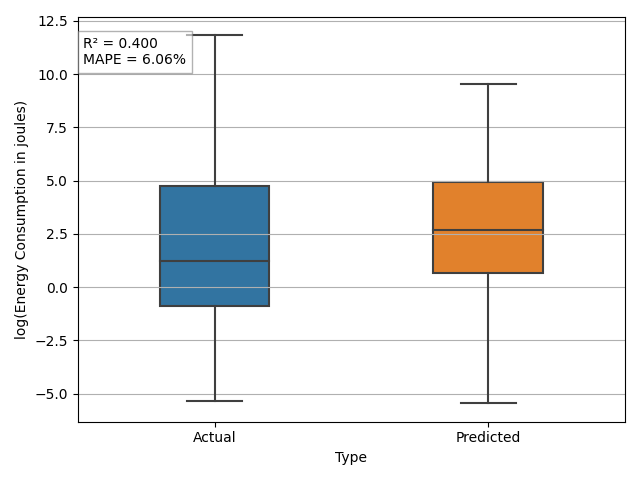 12.5
R² = 0.400
MAPE = 6.06%
10.0
7.5
5.0
2.5
0.0
−2.5
−5.0
log(Energy Consumption in joules)
Actual
Predicted
Type